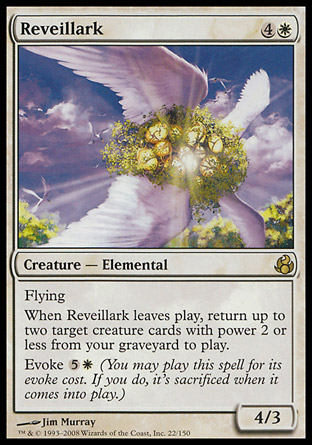 Reveillark 4
Creature — Elemental
Flying
When Reveillark leaves play, return up to
two target creature cards with power 2 or
less from your graveyard to play.
Evoke 5 (You may play this spell for its
evoke cost. If you do, it's sacrificed when it
comes into play.)
Jim Murray
™ & © 1993–2008 Wizards of the Coast, Inc. 22/150
4/3